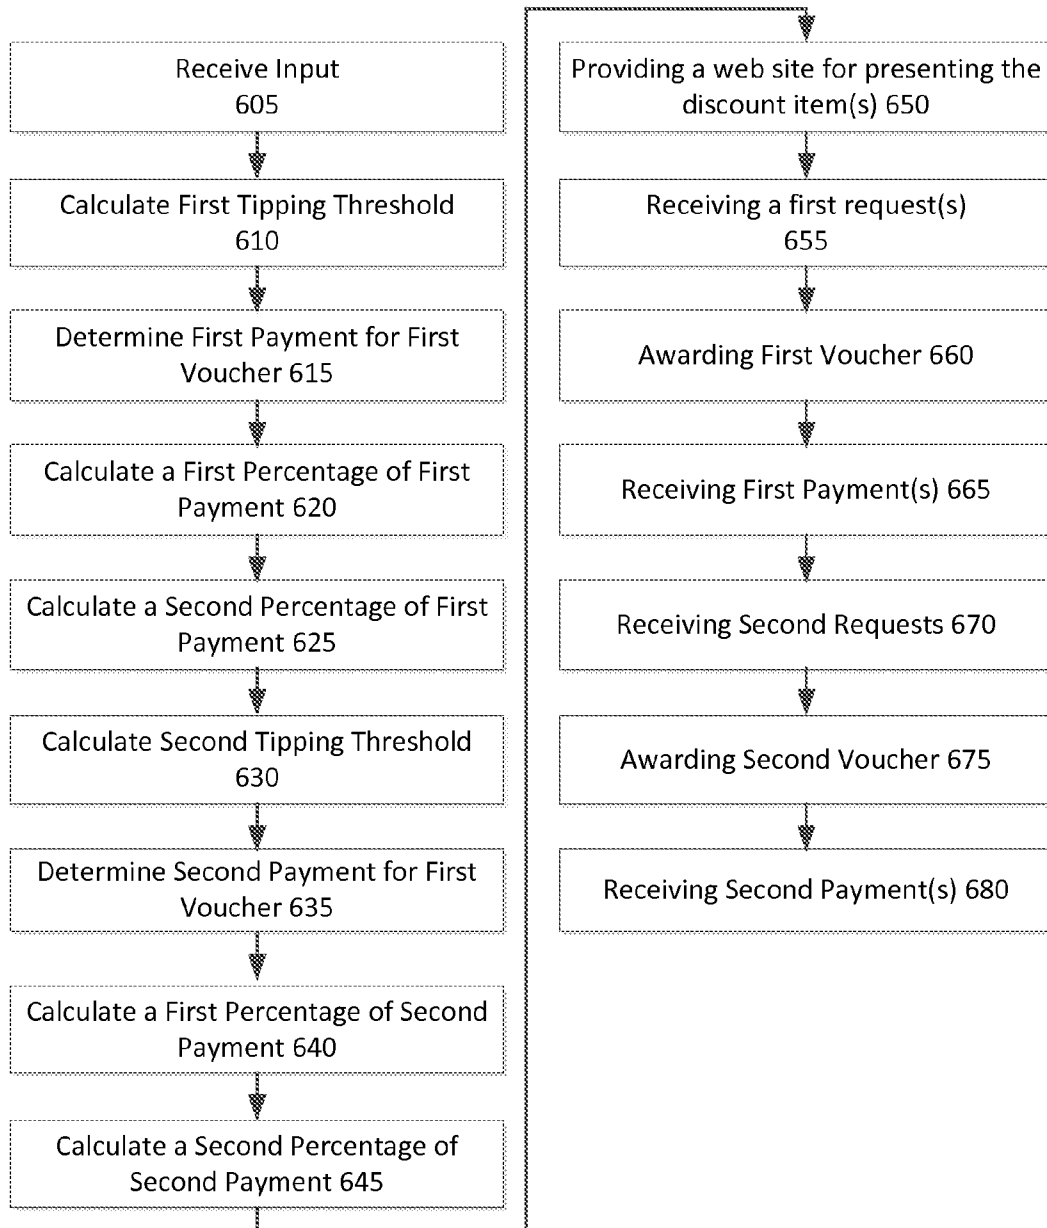 Receive Input
605
Calculate First Tipping Threshold
610
Determine First Payment for First
Voucher 615
Calculate a First Percentage of First
Payment 620
Calculate a Second Percentage of First
Payment 625
Calculate Second Tipping Threshold
630
Determine Second Payment for First
Voucher 635
Calculate a First Percentage of Second
Payment 640
Calculate a Second Percentage of
Second Payment 645
Providing a web site for presenting the
discount item(s) 650
Receiving a first request(s)
655
Awarding First Voucher 660
Receiving First Payment(s) 665
Receiving Second Requests 670
Awarding Second Voucher 675
Receiving Second Payment(s) 680